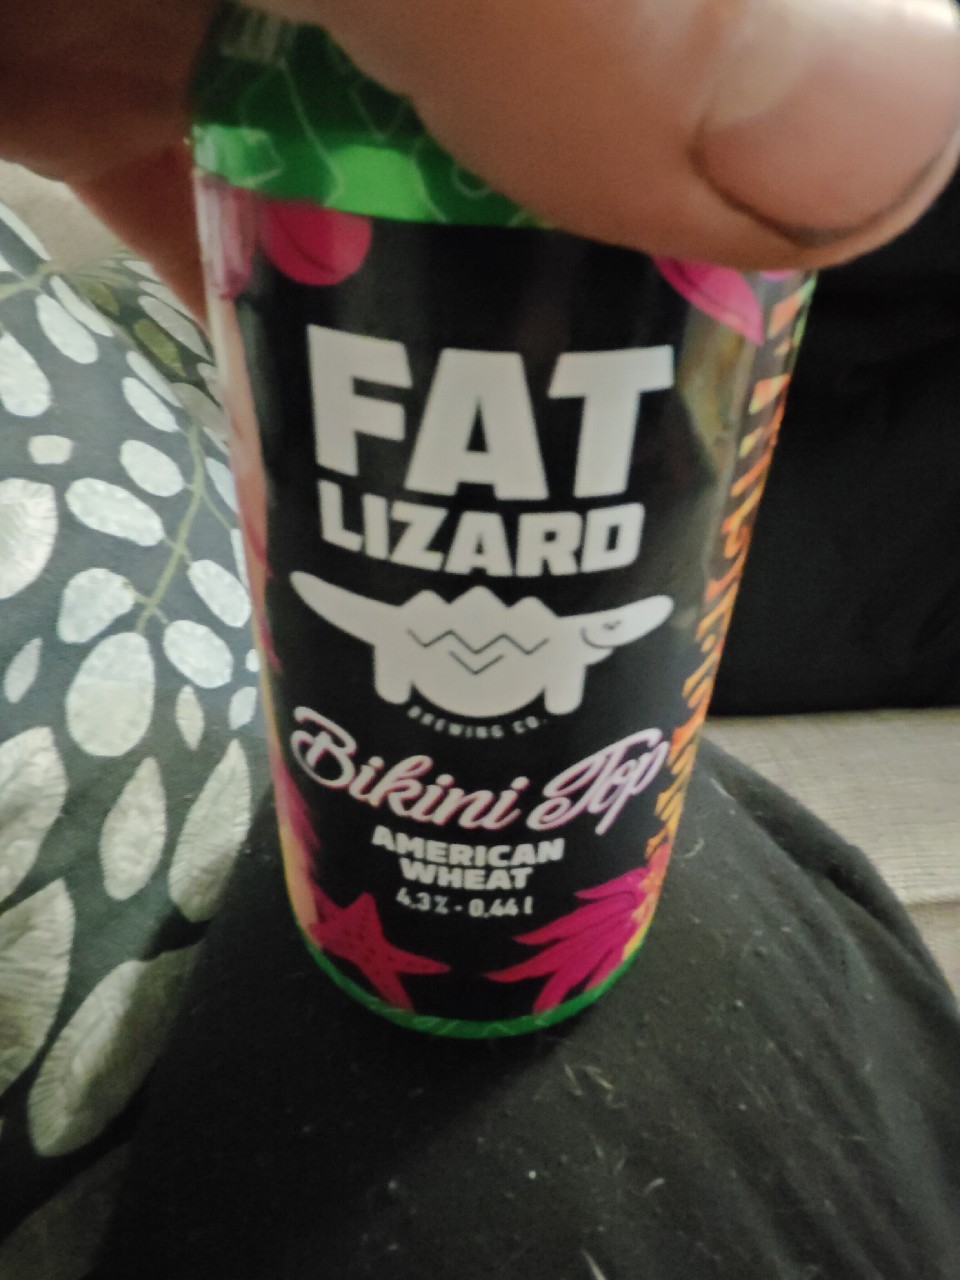 FAT
LIZARD
BREWING CO.
Bikini Top
AMERICAN
WHEAT
4.3% - 0,44 l